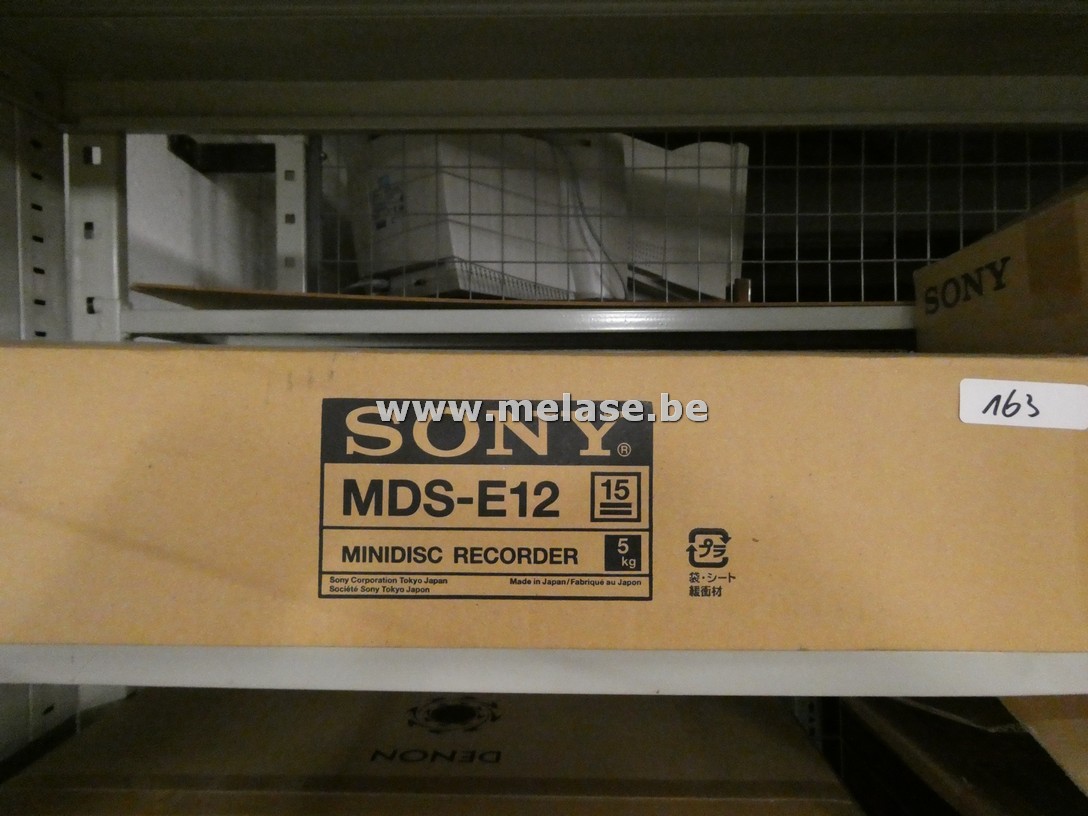 SONY
www.melase.be
163
SONY®
MDS-E12
15
MINIDISC RECORDER
5 kg
Sony Corporation Tokyo Japan
Société Sony Tokyo Japon
Made in Japan/Fabriqué au Japon
プラ
袋・シート
緩衝材
DENON